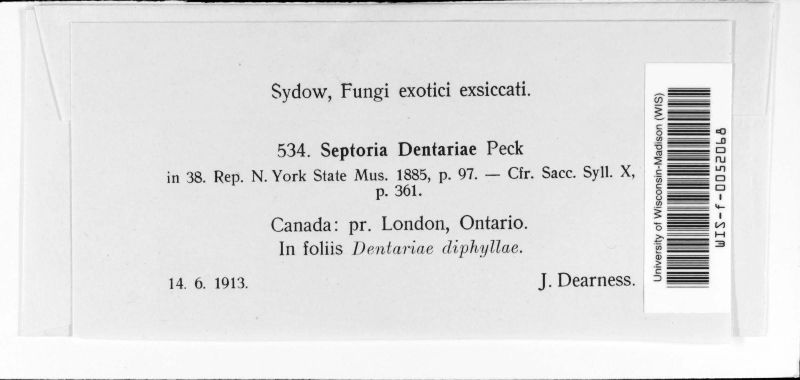 Sydow, Fungi exotici exsiccati.
534. Septoria Dentariae Peck
in 38. Rep. N. York State Mus. 1885, p. 97. — Cfr. Sacc. Syll. X,
p. 361.
Canada: pr. London, Ontario.
In foliis Dentariae diphyllae.
14. 6. 1913. J. Dearness.
University of Wisconsin-Madison (WIS)
WIS-f-0052068